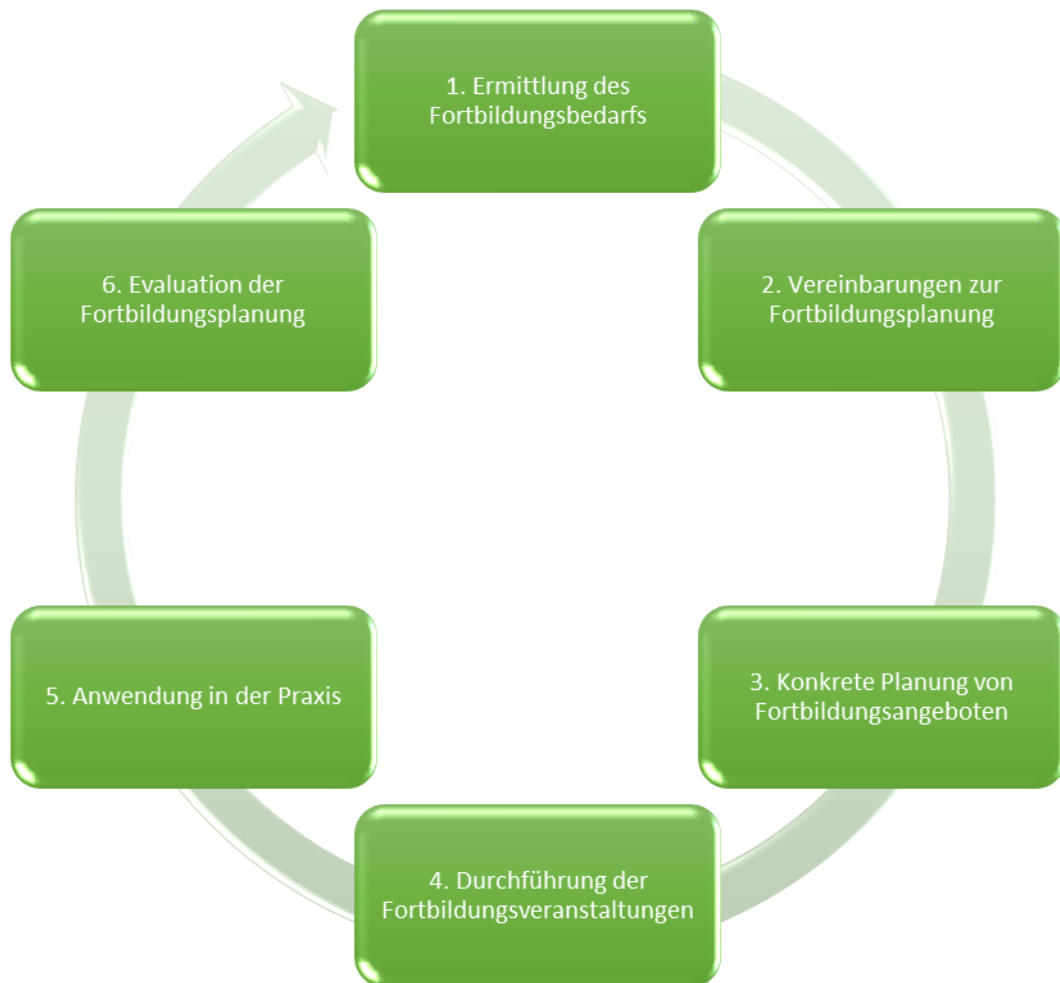 1. Ermittlung des
Fortbildungsbedarfs
2. Vereinbarungen zur
Fortbildungsplanung
3. Konkrete Planung von
Fortbildungsangeboten
4. Durchführung der
Fortbildungsveranstaltungen
5. Anwendung in der Praxis
6. Evaluation der
Fortbildungsplanung